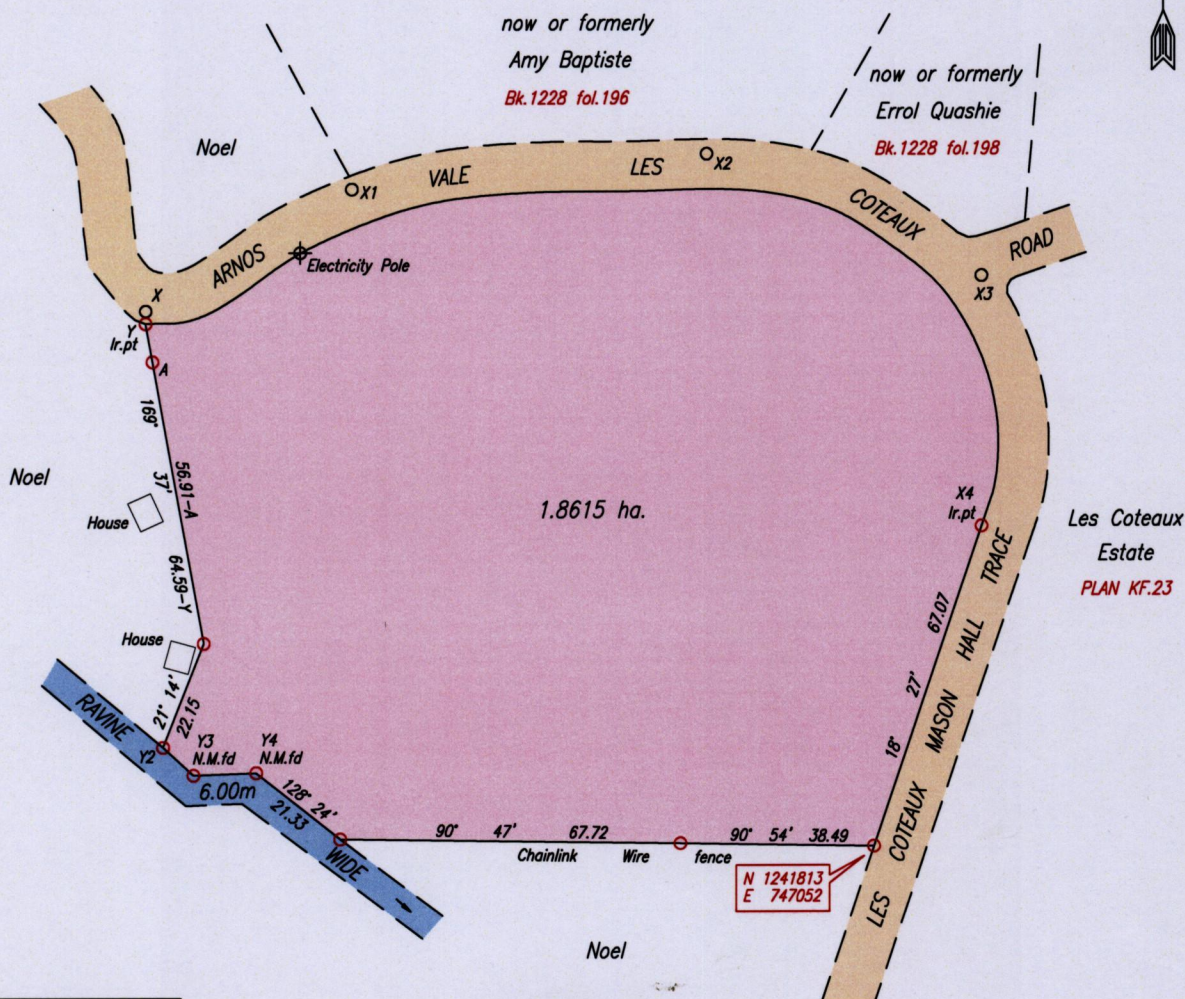 now or formerly
Amy Baptiste
Bk.1228 fol.196
now or formerly
Errol Quashie
Bk.1228 fol.198
Noel
ARNOS VALE LES COTEAUX ROAD
X1
X2
X3
Electricity Pole
X
Y
Ir.pt
A
169° 37'
56.91-A
64.59-Y
Noel
House
House
1.8615 ha.
X4
Ir.pt
Les Coteaux
Estate
PLAN KF.23
67.07
18° 27'
LES COTEAUX MASON HALL TRACE
21° 14'
22.15
RAVINE
Y2
Y3
N.M.fd
Y4
N.M.fd
6.00m
128° 24'
21.33
WIDE
90° 47' 67.72
90° 54' 38.49
Chainlink Wire fence
N 1241813
E 747052
Noel